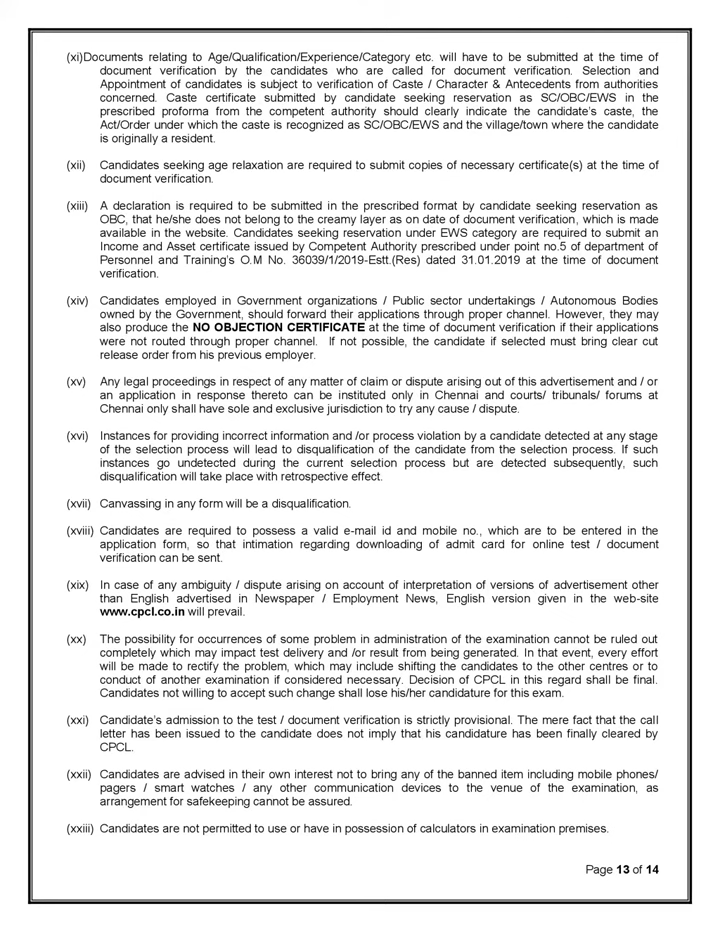 (xi)Documents relating to Age/Qualification/Experience/Category etc. will have to be submitted at the time of
document verification by the candidates who are called for document verification. Selection and
Appointment of candidates is subject to verification of Caste / Character & Antecedents from authorities
concerned. Caste certificate submitted by candidate seeking reservation as SC/OBC/EWS in the
prescribed proforma from the competent authority should clearly indicate the candidate's caste, the
Act/Order under which the caste is recognized as SC/OBC/EWS and the village/town where the candidate
is originally a resident.
(xii) Candidates seeking age relaxation are required to submit copies of necessary certificate(s) at the time of
document verification.
(xiii) A declaration is required to be submitted in the prescribed format by candidate seeking reservation as
OBC, that he/she does not belong to the creamy layer as on date of document verification, which is made
available in the website. Candidates seeking reservation under EWS category are required to submit an
Income and Asset certificate issued by Competent Authority prescribed under point no.5 of department of
Personnel and Training's O.M No. 36039/1/2019-Estt.(Res) dated 31.01.2019 at the time of document
verification.
(xiv) Candidates employed in Government organizations / Public sector undertakings / Autonomous Bodies
owned by the Government, should forward their applications through proper channel. However, they may
also produce the NO OBJECTION CERTIFICATE at the time of document verification if their applications
were not routed through proper channel. If not possible, the candidate if selected must bring clear cut
release order from his previous employer.
(xv) Any legal proceedings in respect of any matter of claim or dispute arising out of this advertisement and / or
an application in response thereto can be instituted only in Chennai and courts/ tribunals/ forums at
Chennai only shall have sole and exclusive jurisdiction to try any cause / dispute.
(xvi) Instances for providing incorrect information and /or process violation by a candidate detected at any stage
of the selection process will lead to disqualification of the candidate from the selection process. If such
instances go undetected during the current selection process but are detected subsequently, such
disqualification will take place with retrospective effect.
(xvii) Canvassing in any form will be a disqualification.
(xviii) Candidates are required to possess a valid e-mail id and mobile no., which are to be entered in the
application form, so that intimation regarding downloading of admit card for online test / document
verification can be sent.
(xix) In case of any ambiguity / dispute arising on account of interpretation of versions of advertisement other
than English advertised in Newspaper / Employment News, English version given in the web-site
www.cpcl.co.in will prevail.
(xx) The possibility for occurrences of some problem in administration of the examination cannot be ruled out
completely which may impact test delivery and /or result from being generated. In that event, every effort
will be made to rectify the problem, which may include shifting the candidates to the other centres or to
conduct of another examination if considered necessary. Decision of CPCL in this regard shall be final.
Candidates not willing to accept such change shall lose his/her candidature for this exam.
(xxi) Candidate's admission to the test / document verification is strictly provisional. The mere fact that the call
letter has been issued to the candidate does not imply that his candidature has been finally cleared by
CPCL.
(xxii) Candidates are advised in their own interest not to bring any of the banned item including mobile phones/
pagers / smart watches / any other communication devices to the venue of the examination, as
arrangement for safekeeping cannot be assured.
(xxiii) Candidates are not permitted to use or have in possession of calculators in examination premises.
Page 13 of 14